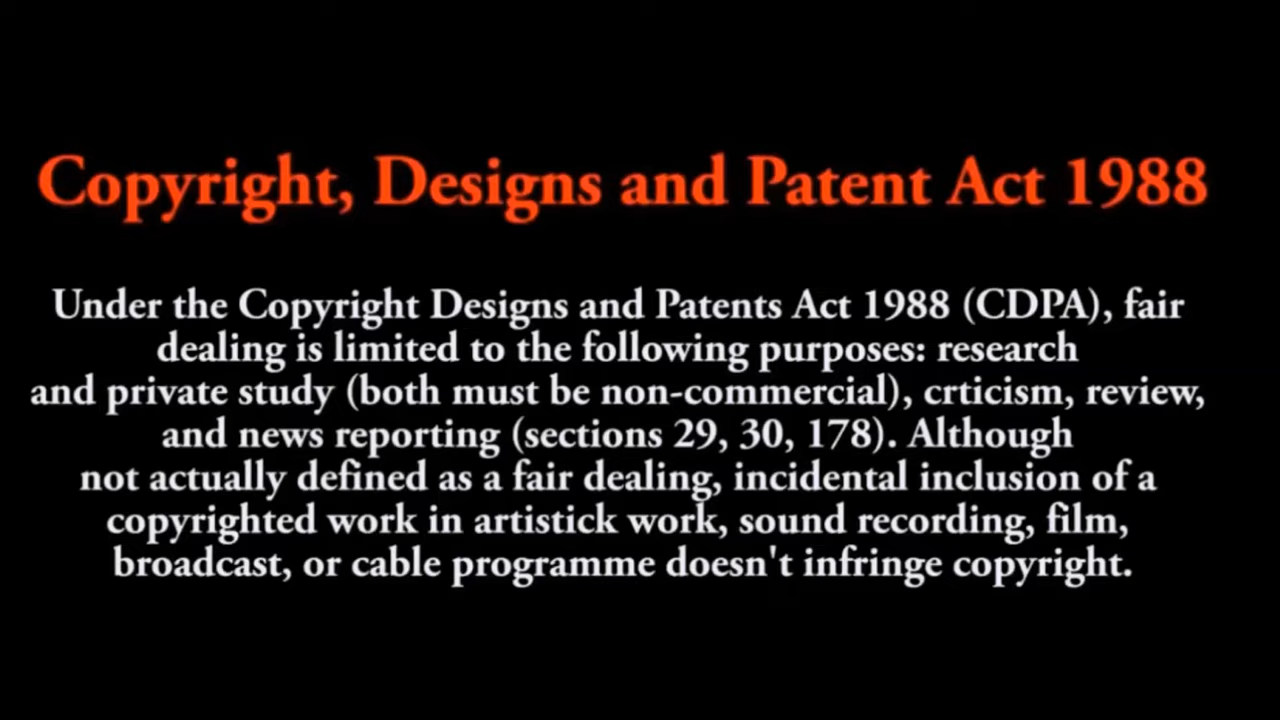 Copyright, Designs and Patent Act 1988
Under the Copyright Designs and Patents Act 1988 (CDPA), fair
dealing is limited to the following purposes: research
and private study (both must be non-commercial), crticism, review,
and news reporting (sections 29, 30, 178). Although
not actually defined as a fair dealing, incidental inclusion of a
copyrighted work in artistick work, sound recording, film,
broadcast, or cable programme doesn't infringe copyright.